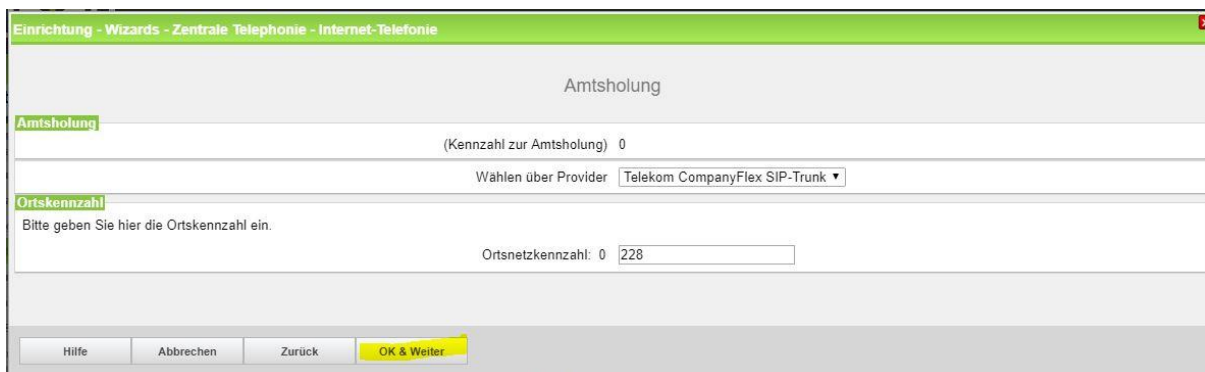 Einrichtung - Wizards - Zentrale Telephonie - Internet-Telefonie
Amtsholung
Amtsholung
(Kennzahl zur Amtsholung) 0
Wählen über Provider Telekom CompanyFlex SIP-Trunk
Ortskennzahl
Bitte geben Sie hier die Ortskennzahl ein.
Ortsnetzkennzahl: 0 228
Hilfe Abbrechen Zurück OK & Weiter